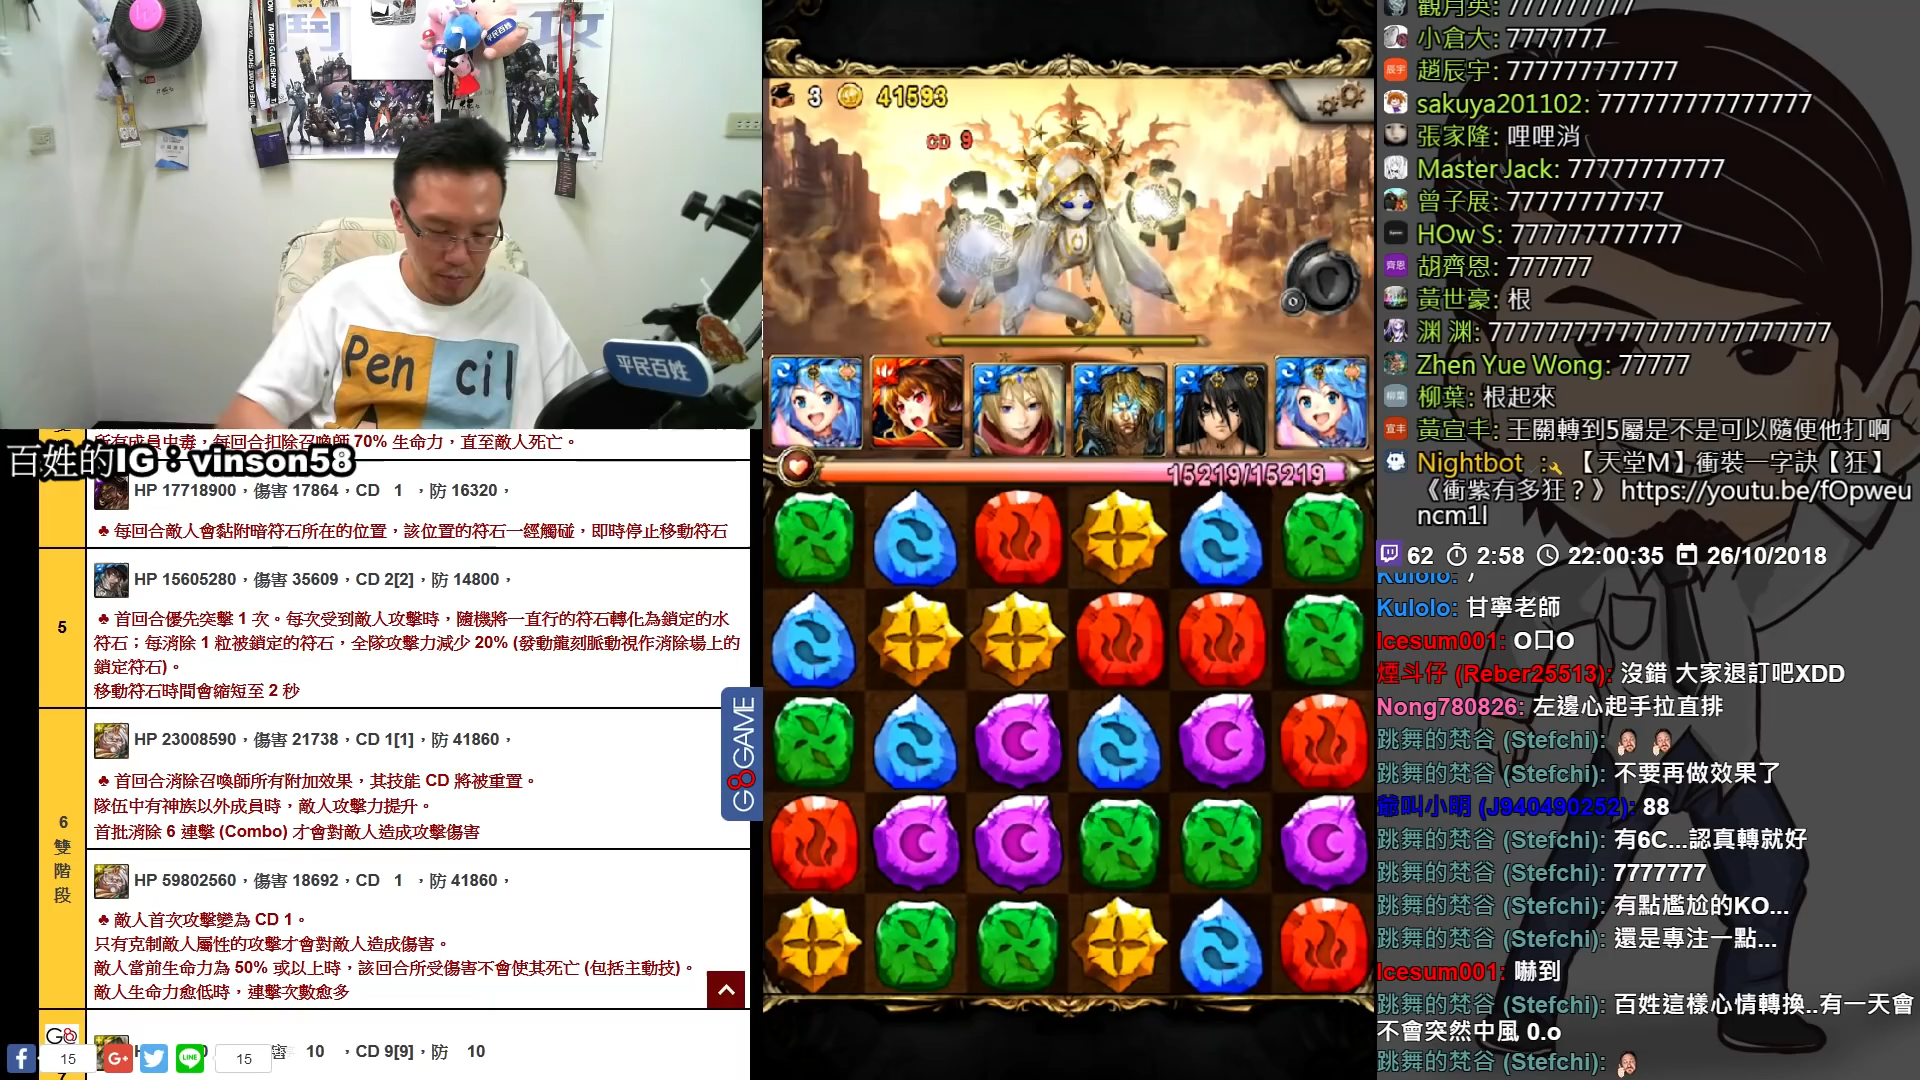 鬥
攻
TAIPEI GAME SHOW
Pen
cil
平民百姓
所有成員中毒，每回合扣除召喚師 70% 生命力，直至敵人死亡。
百姓的IG：vinson58
HP 17718900，傷害 17864，CD 1 ，防 16320，
♣ 每回合敵人會黏附暗符石所在的位置，該位置的符石一經觸碰，即時停止移動符石
5
HP 15605280，傷害 35609，CD 2[2]，防 14800，
♣ 首回合優先突擊 1 次。每次受到敵人攻擊時，隨機將一直行的符石轉化為鎖定的水
符石；每消除 1 粒被鎖定的符石，全隊攻擊力減少 20% (發動龍刻脈動視作消除場上的
鎖定符石)。
移動符石時間會縮短至 2 秒
6
雙
階
段
HP 23008590，傷害 21738，CD 1[1]，防 41860，
♣ 首回合消除召喚師所有附加效果，其技能 CD 將被重置。
隊伍中有神族以外成員時，敵人攻擊力提升。
首批消除 6 連擊 (Combo) 才會對敵人造成攻擊傷害
HP 59802560，傷害 18692，CD 1 ，防 41860，
♣ 敵人首次攻擊變為 CD 1。
只有克制敵人屬性的攻擊才會對敵人造成傷害。
敵人當前生命力為 50% 或以上時，該回合所受傷害不會使其死亡 (包括主動技)。
敵人生命力愈低時，連擊次數愈多
G8
10 ，CD 9[9]，防 10
15
G+
LINE
15
G8GAME
3
41593
CD 9
15219/15219
觀月英: 777777777
小倉大: 7777777
辰宇
趙辰宇: 777777777777
sakuya201102: 777777777777777
張家隆: 哩哩消
Master Jack: 77777777777
曾子展: 77777777777
HOw S: 777777777777
齊恩
胡齊恩: 777777
黃世豪: 根
渊 渊: 777777777777777777777777
Zhen Yue Wong: 77777
柳葉
柳葉: 根起來
宣丰
黃宣丰: 王關轉到5屬是不是可以隨便他打啊
Nightbot : 【天堂M】衝裝一字訣【狂】
《衝紫有多狂？》 https://youtu.be/fOpweu
ncm1I
62 2:58 22:00:35 26/10/2018
Kulolo: 7
Kulolo: 甘寧老師
Icesum001: O口O
煙斗仔 (Reber25513): 沒錯 大家退訂吧XDD
Nong780826: 左邊心起手拉直排
跳舞的梵谷 (Stefchi):
跳舞的梵谷 (Stefchi): 不要再做效果了
爺叫小明 (J940490252): 88
跳舞的梵谷 (Stefchi): 有6C...認真轉就好
跳舞的梵谷 (Stefchi): 7777777
跳舞的梵谷 (Stefchi): 有點尷尬的KO...
跳舞的梵谷 (Stefchi): 還是專注一點...
Icesum001: 嚇到
跳舞的梵谷 (Stefchi): 百姓這樣心情轉換..有一天會
不會突然中風 0.o
跳舞的梵谷 (Stefchi):